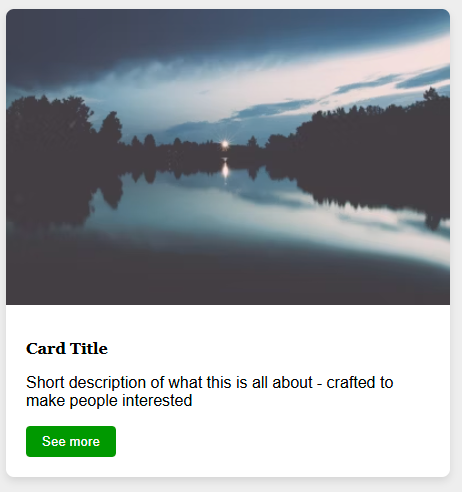 Card Title
Short description of what this is all about - crafted to
make people interested
See more